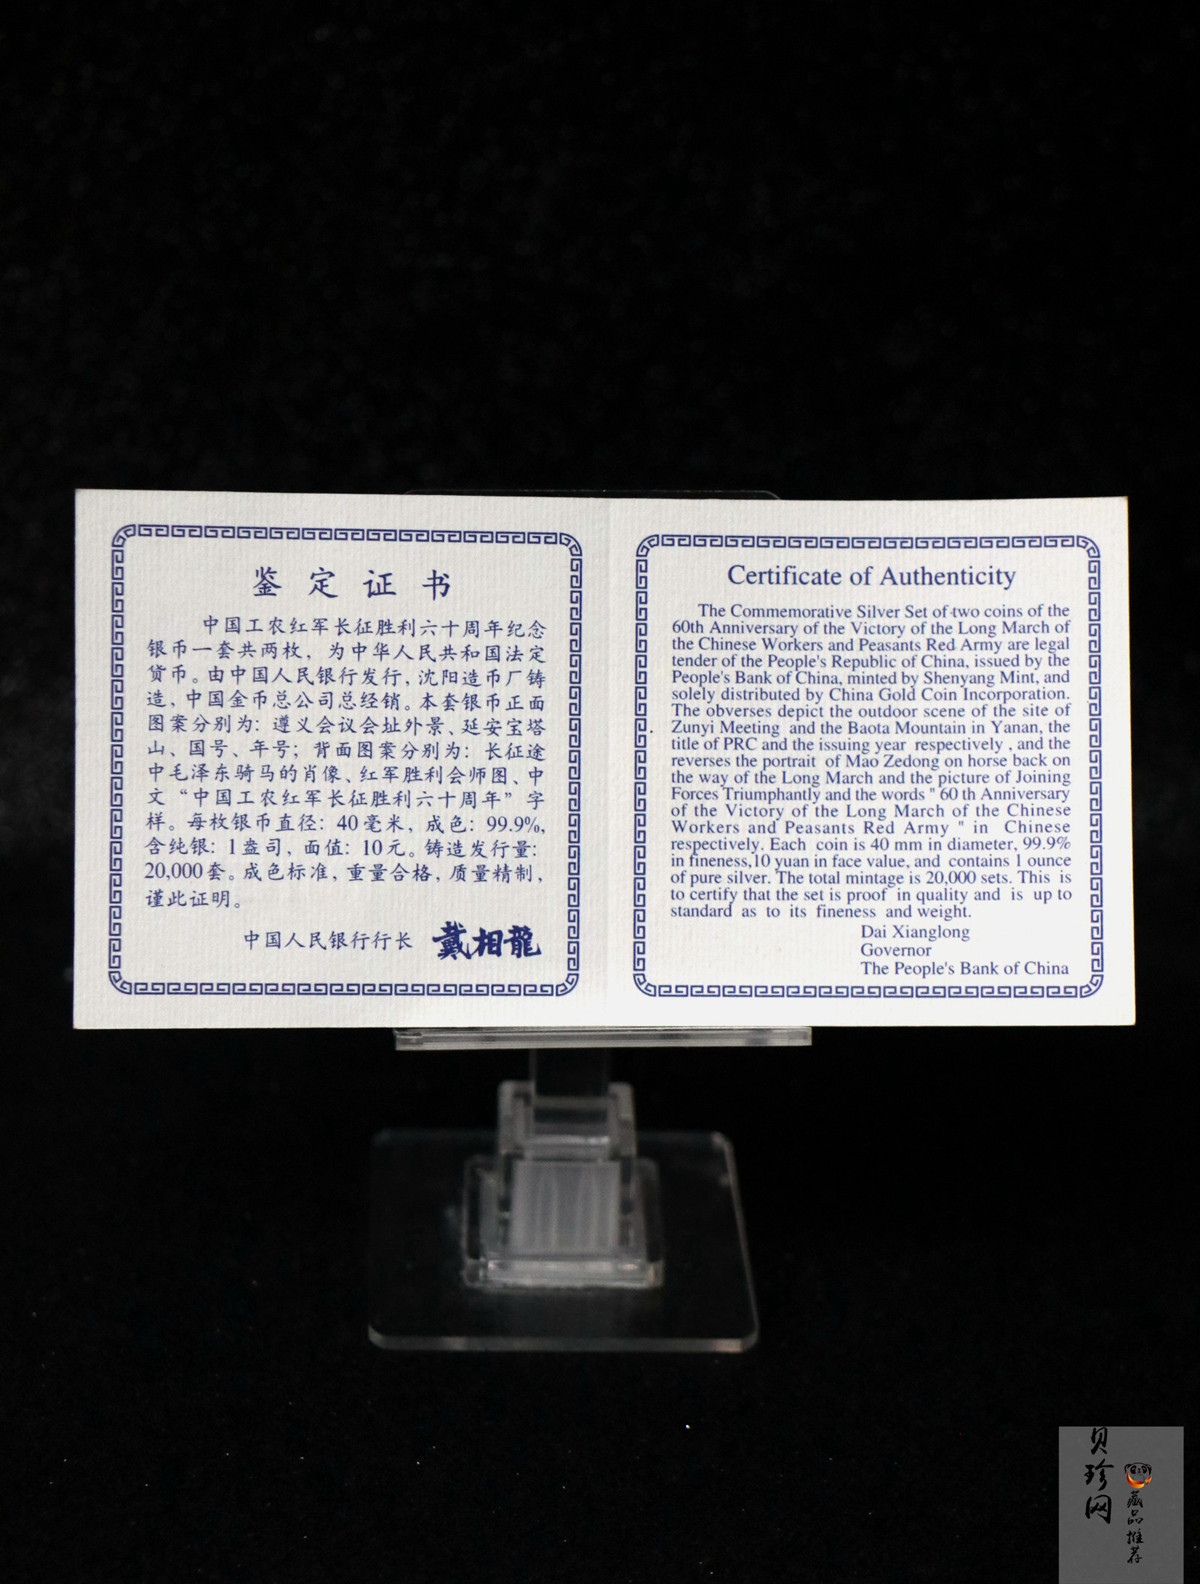 鉴定证书
中国工农红军长征胜利六十周年纪念
银币一套共两枚，为中华人民共和国法定
货币。由中国人民银行发行，沈阳造币厂铸
造，中国金币总公司总经销。本套银币正面
图案分别为：遵义会议会址外景、延安宝塔
山、国号、年号；背面图案分别为：长征途
中毛泽东骑马的肖像、红军胜利会师图、中
文“中国工农红军长征胜利六十周年”字
样。每枚银币直径：40毫米，成色：99.9%，
含纯银：1盎司，面值：10元。铸造发行量：
20,000套。成色标准，重量合格，质量精制，
谨此证明。
中国人民银行行长 戴相龍
Certificate of Authenticity
The Commemorative Silver Set of two coins of the
60th Anniversary of the Victory of the Long March of
the Chinese Workers and Peasants Red Army are legal
tender of the People's Republic of China, issued by the
People's Bank of China, minted by Shenyang Mint, and
solely distributed by China Gold Coin Incorporation.
The obverses depict the outdoor scene of the site of
Zunyi Meeting and the Baota Mountain in Yanan, the
title of PRC and the issuing year respectively , and the
reverses the portrait of Mao Zedong on horse back on
the way of the Long March and the picture of Joining
Forces Triumphantly and the words " 60 th Anniversary
of the Victory of the Long March of the Chinese
Workers and Peasants Red Army " in Chinese
respectively. Each coin is 40 mm in diameter, 99.9%
in fineness,10 yuan in face value, and contains 1 ounce
of pure silver. The total mintage is 20,000 sets. This is
to certify that the set is proof in quality and is up to
standard as to its fineness and weight.
Dai Xianglong
Governor
The People's Bank of China
贝珍网
藏品推荐